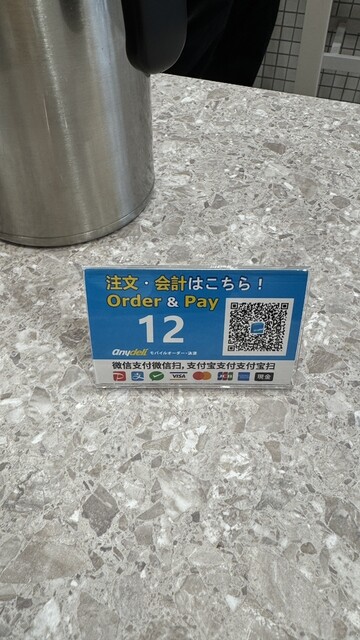 注文・会計はこちら！
Order & Pay
12
anydeli モバイルオーダー・決済
微信支付微信扫,支付宝支付支付宝扫
支 VISA JCB 現金